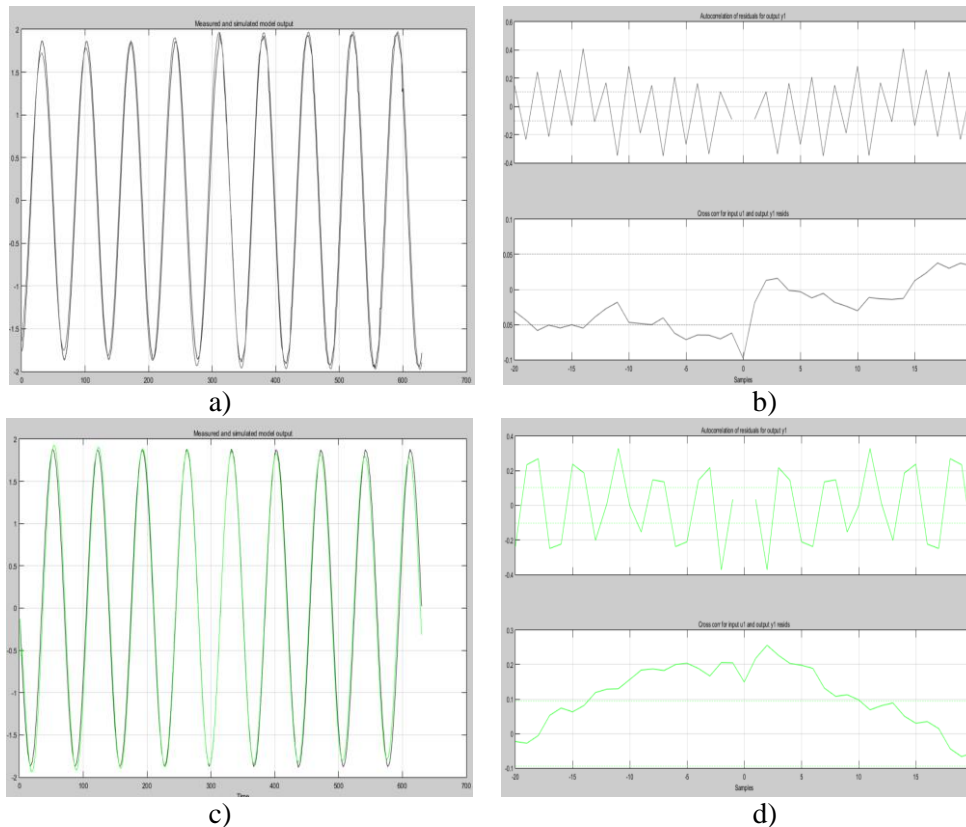 Measured and simulated model output
2
1.5
1
0.5
0
-0.5
-1
-1.5
-2
0 100 200 300 400 500 600 700
a)
Autocorrelation of residuals for output y1
0.6
0.4
0.2
0
-0.2
-0.4
Cross corr for input u1 and output y1 resids
0.1
0.05
0
0.05
-0.1
-20 -15 -10 -5 0 5 10 15 20
Samples
b)
Measured and simulated model output
2
1.5
1
0.5
0
-0.5
-1
-1.5
-2
0 100 200 300 400 500 600 700
Time
c)
Autocorrelation of residuals for output y1
0.4
0.2
0
-0.2
-0.4
Cross corr for input u1 and output y1 resids
0.3
0.2
0.1
0
-0.1
-20 -15 -10 -5 0 5 10 15 20
Samples
d)